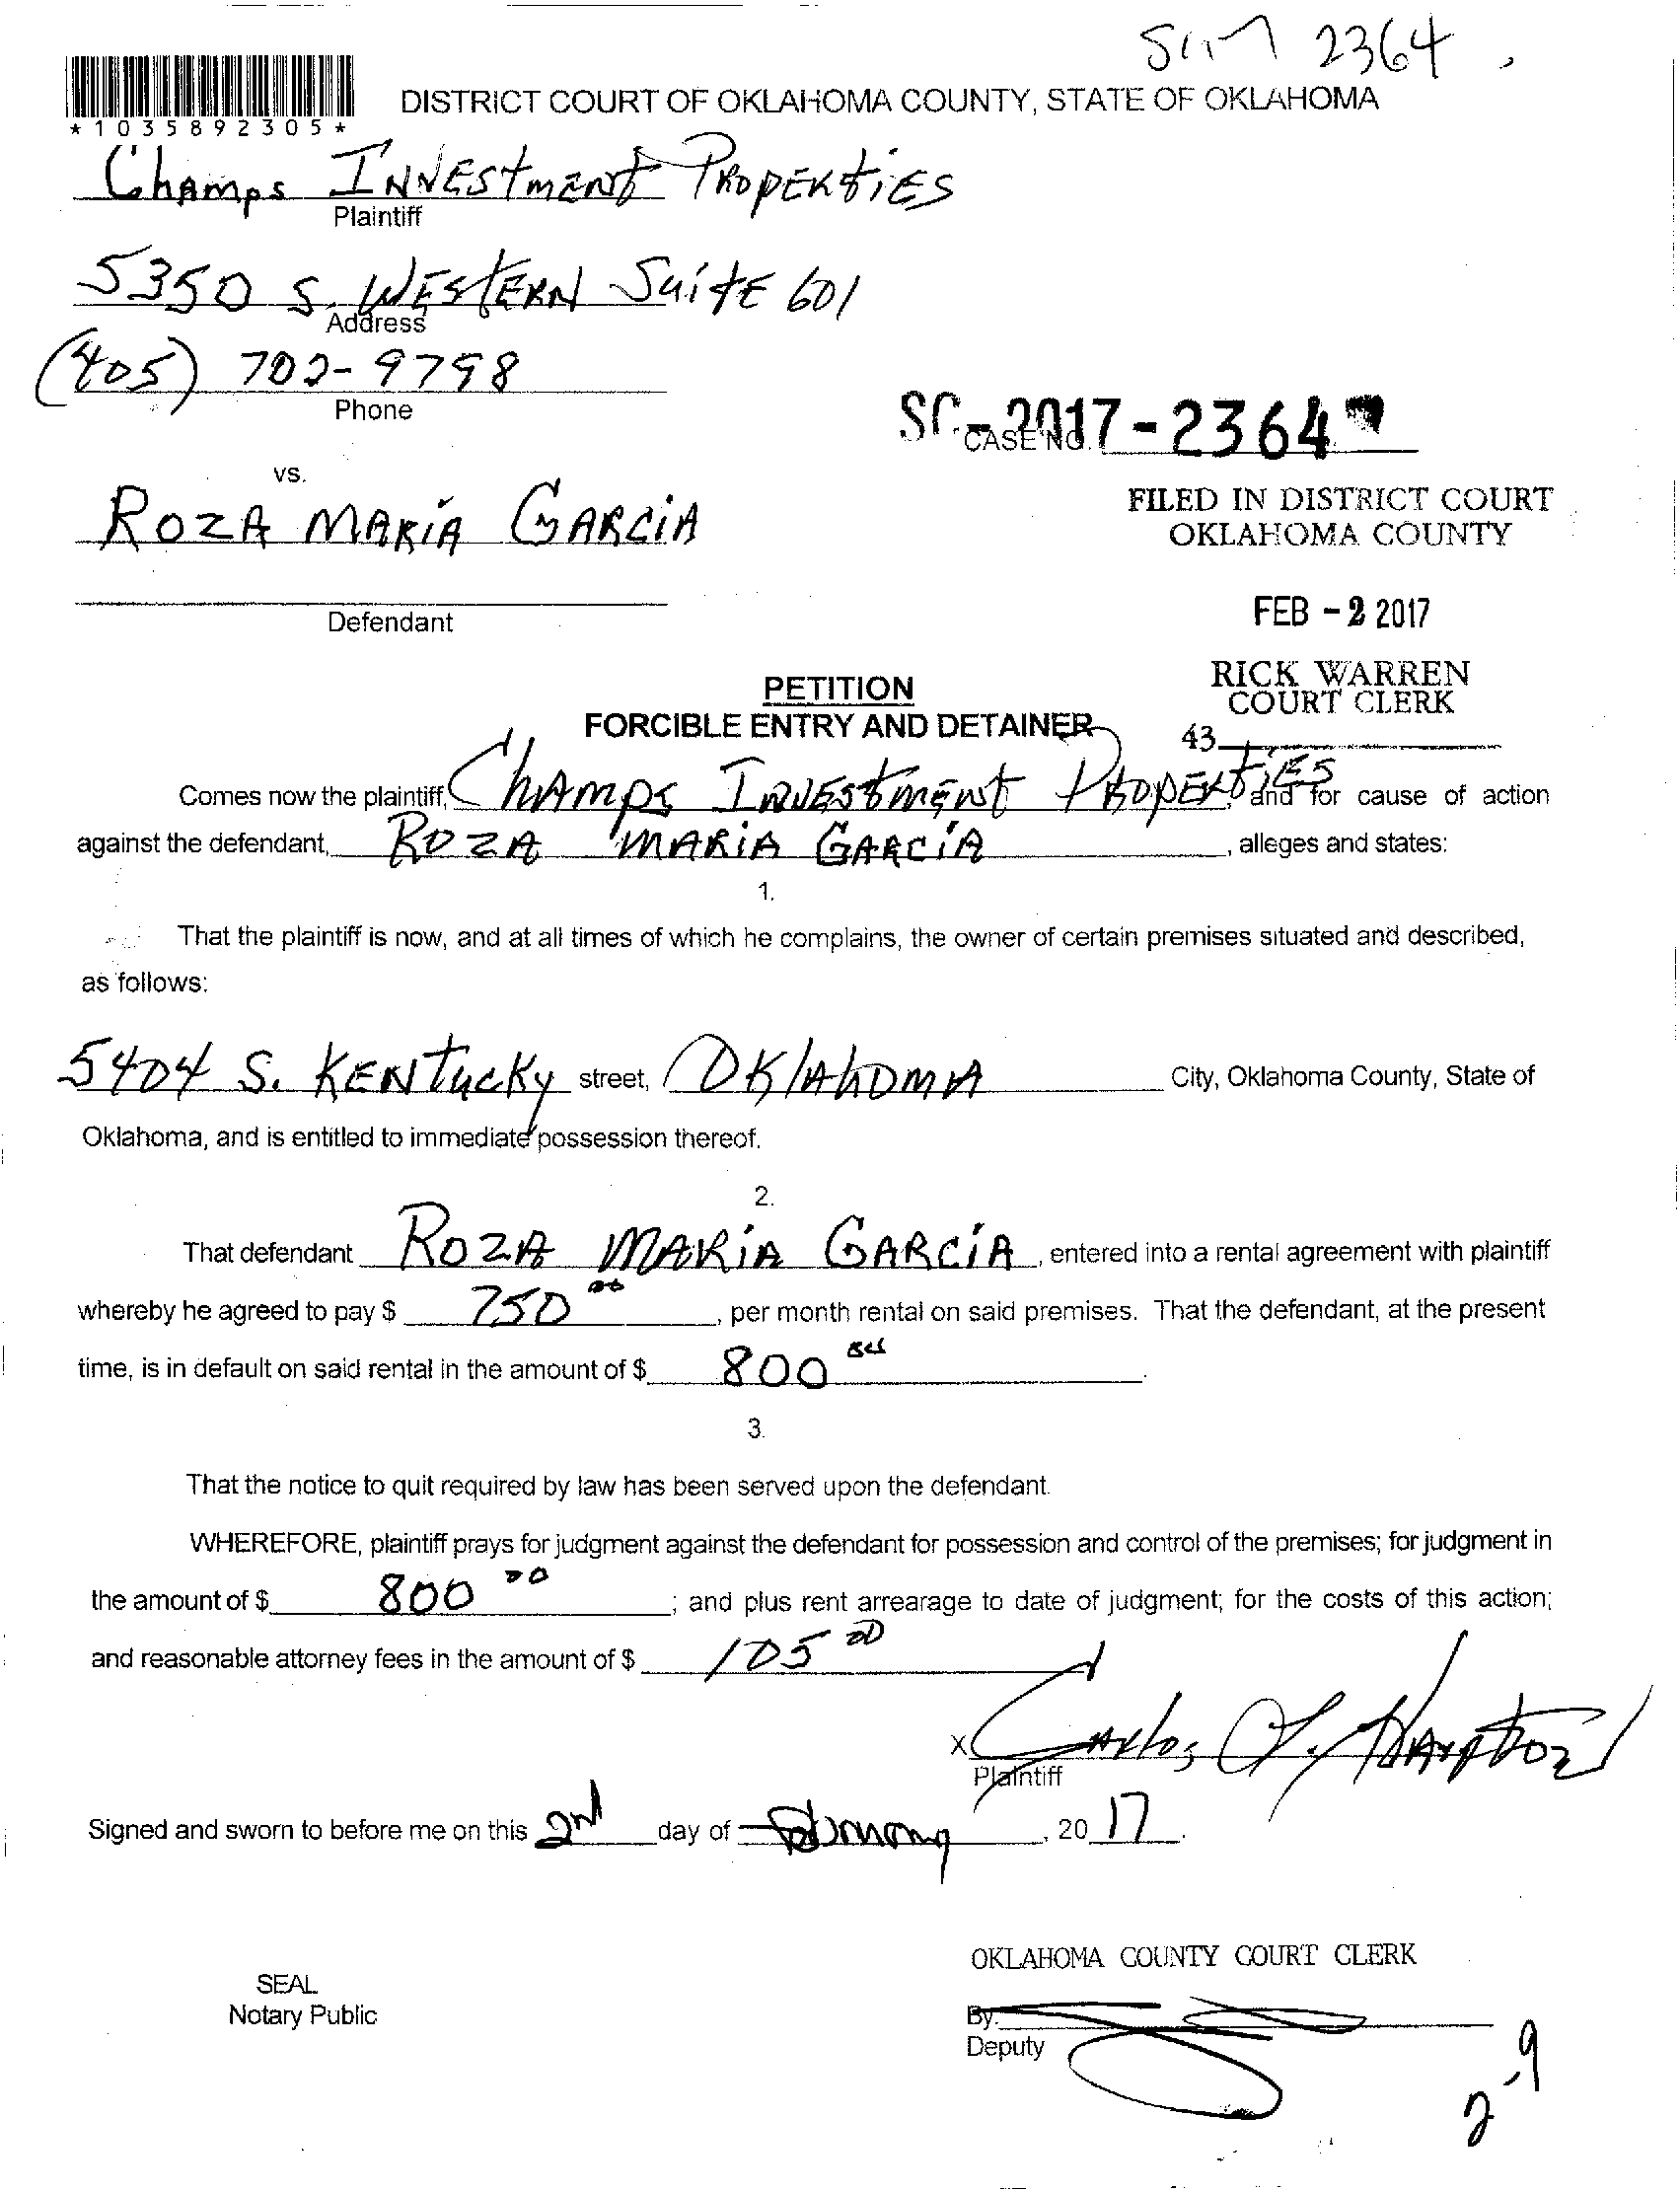 SM 2364
DISTRICT COURT OF OKLAHOMA COUNTY, STATE OF OKLAHOMA
*1035892305*
Champs Investment Properties
Plaintiff
5350 S. Western Suite 601
Address
(405) 702-9798
Phone
SC-2017-2364
CASE NO.
vs.
Roza Maria Garcia
FILED IN DISTRICT COURT
OKLAHOMA COUNTY
Defendant
FEB -2 2017
PETITION
RICK WARREN
COURT CLERK
FORCIBLE ENTRY AND DETAINER
43
Comes now the plaintiff, Champs Investment Properties, and for cause of action
against the defendant, Roza Maria Garcia, alleges and states:
1.
That the plaintiff is now, and at all times of which he complains, the owner of certain premises situated and described,
as follows:
5404 S. Kentucky street, Oklahoma City, Oklahoma County, State of
Oklahoma, and is entitled to immediate possession thereof.
2.
That defendant Roza Maria Garcia, entered into a rental agreement with plaintiff
whereby he agreed to pay $ 750 00, per month rental on said premises. That the defendant, at the present
time, is in default on said rental in the amount of $ 800.
3.
That the notice to quit required by law has been served upon the defendant.
WHEREFORE, plaintiff prays for judgment against the defendant for possession and control of the premises; for judgment in
the amount of $ 800 00; and plus rent arrearage to date of judgment; for the costs of this action;
and reasonable attorney fees in the amount of $ 105 00
x Carlos L. Hampton
Plaintiff
Signed and sworn to before me on this 2nd day of February, 20 17.
OKLAHOMA COUNTY COURT CLERK
SEAL
Notary Public
By:
Deputy
2-9